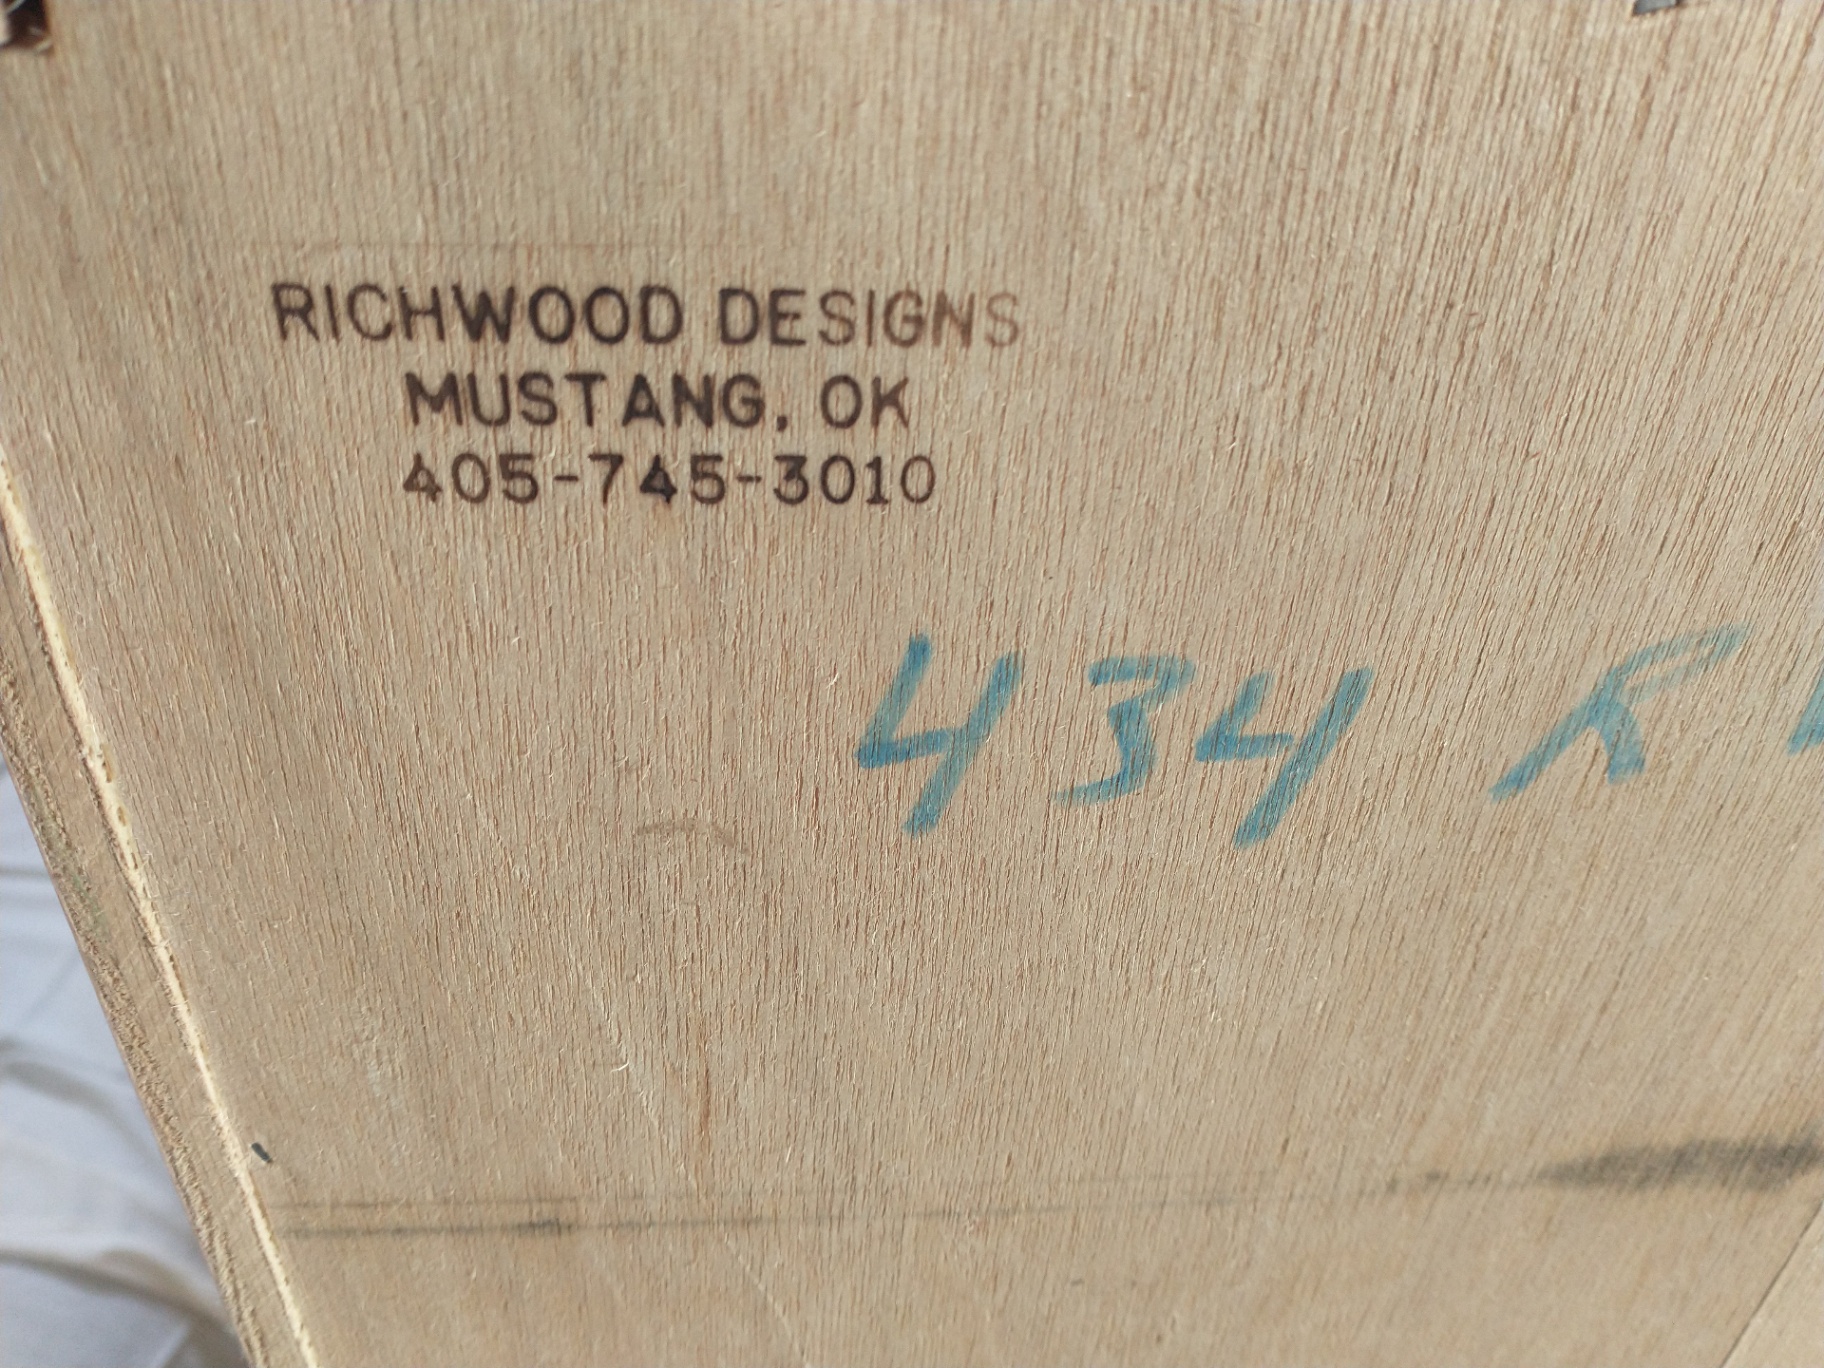 RICHWOOD DESIGNS
MUSTANG, OK
405-745-3010
434 R